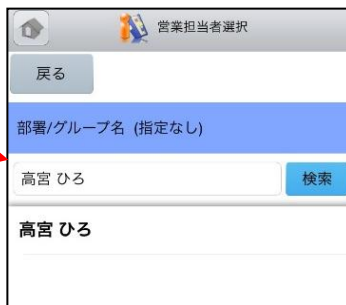 営業担当者選択
戻る
部署/グループ名 (指定なし)
高宮 ひろ
検索
高宮 ひろ